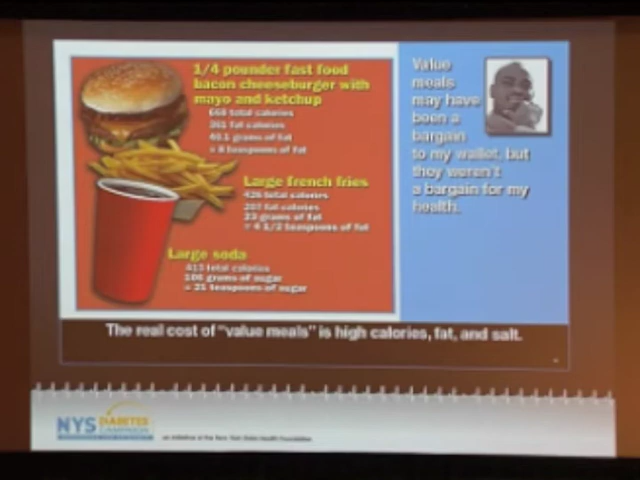 1/4 pounder fast food
bacon cheeseburger with
mayo and ketchup
668 total calories
361 fat calories
40.1 grams of fat
= 8 teaspoons of fat
Large french fries
426 total calories
207 fat calories
23 grams of fat
= 4 1/2 teaspoons of fat
Large soda
413 total calories
106 grams of sugar
= 21 teaspoons of sugar
Value
meals
may have
been a
bargain
to my wallet, but
they weren't
a bargain for my
health.
The real cost of "value meals" is high calories, fat, and salt.
NYS DIABETES
CAMPAIGN
an initiative of the New York State Health Foundation